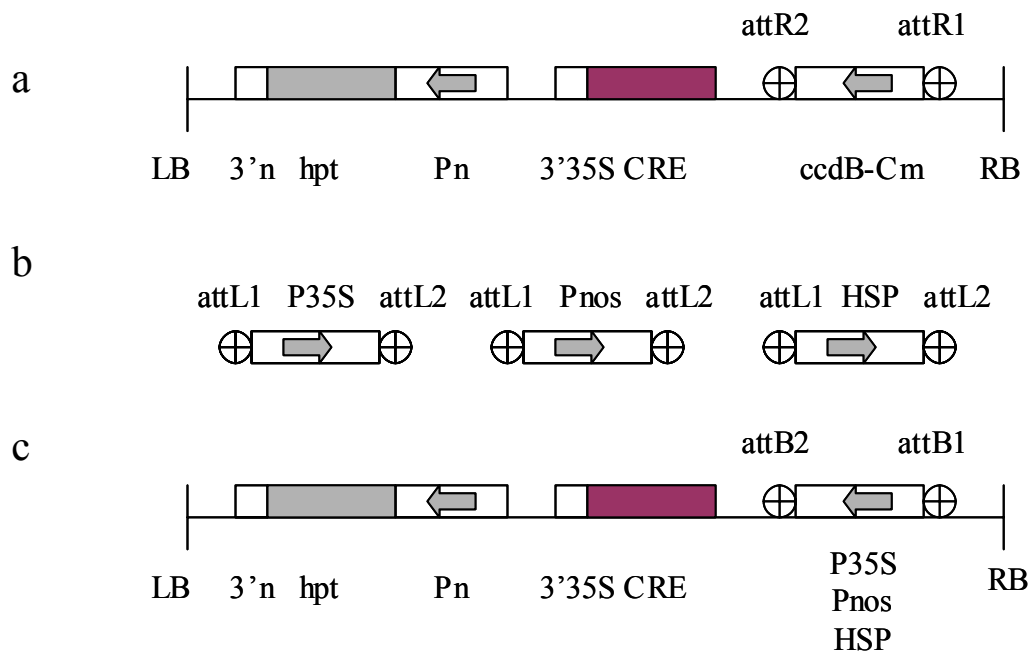 attR2 attR1
a
LB 3'n hpt Pn 3'35S CRE ccdB-Cm RB
b
attL1 P35S attL2 attL1 Pnos attL2 attL1 HSP attL2
c
attB2 attB1
LB 3'n hpt Pn 3'35S CRE P35S RB
Pnos
HSP